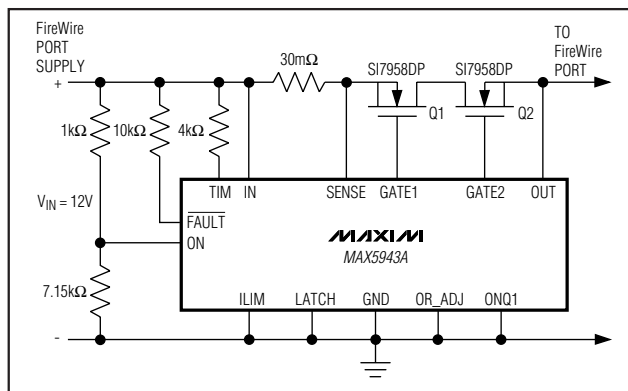 FireWire
PORT
SUPPLY
TO
FireWire
PORT
30mΩ
SI7958DP
SI7958DP
+
Q1
Q2
1kΩ
10kΩ
4kΩ
TIM
IN
SENSE
GATE1
GATE2
OUT
VIN = 12V
FAULT
ON
MAXIM
MAX5943A
7.15kΩ
ILIM
LATCH
GND
OR_ADJ
ONQ1
-